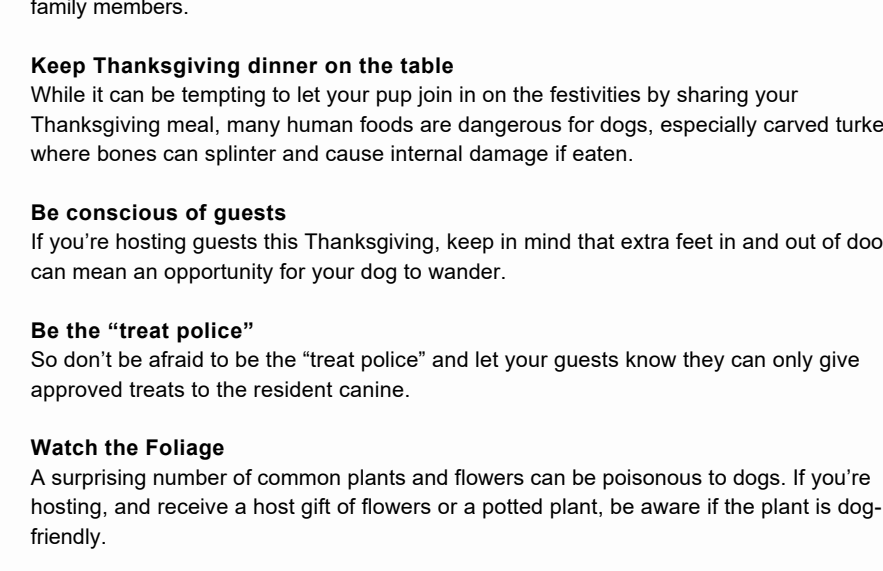 family members.
Keep Thanksgiving dinner on the table
While it can be tempting to let your pup join in on the festivities by sharing your
Thanksgiving meal, many human foods are dangerous for dogs, especially carved turke
where bones can splinter and cause internal damage if eaten.
Be conscious of guests
If you’re hosting guests this Thanksgiving, keep in mind that extra feet in and out of doo
can mean an opportunity for your dog to wander.
Be the “treat police”
So don’t be afraid to be the “treat police” and let your guests know they can only give
approved treats to the resident canine.
Watch the Foliage
A surprising number of common plants and flowers can be poisonous to dogs. If you’re
hosting, and receive a host gift of flowers or a potted plant, be aware if the plant is dog-
friendly.